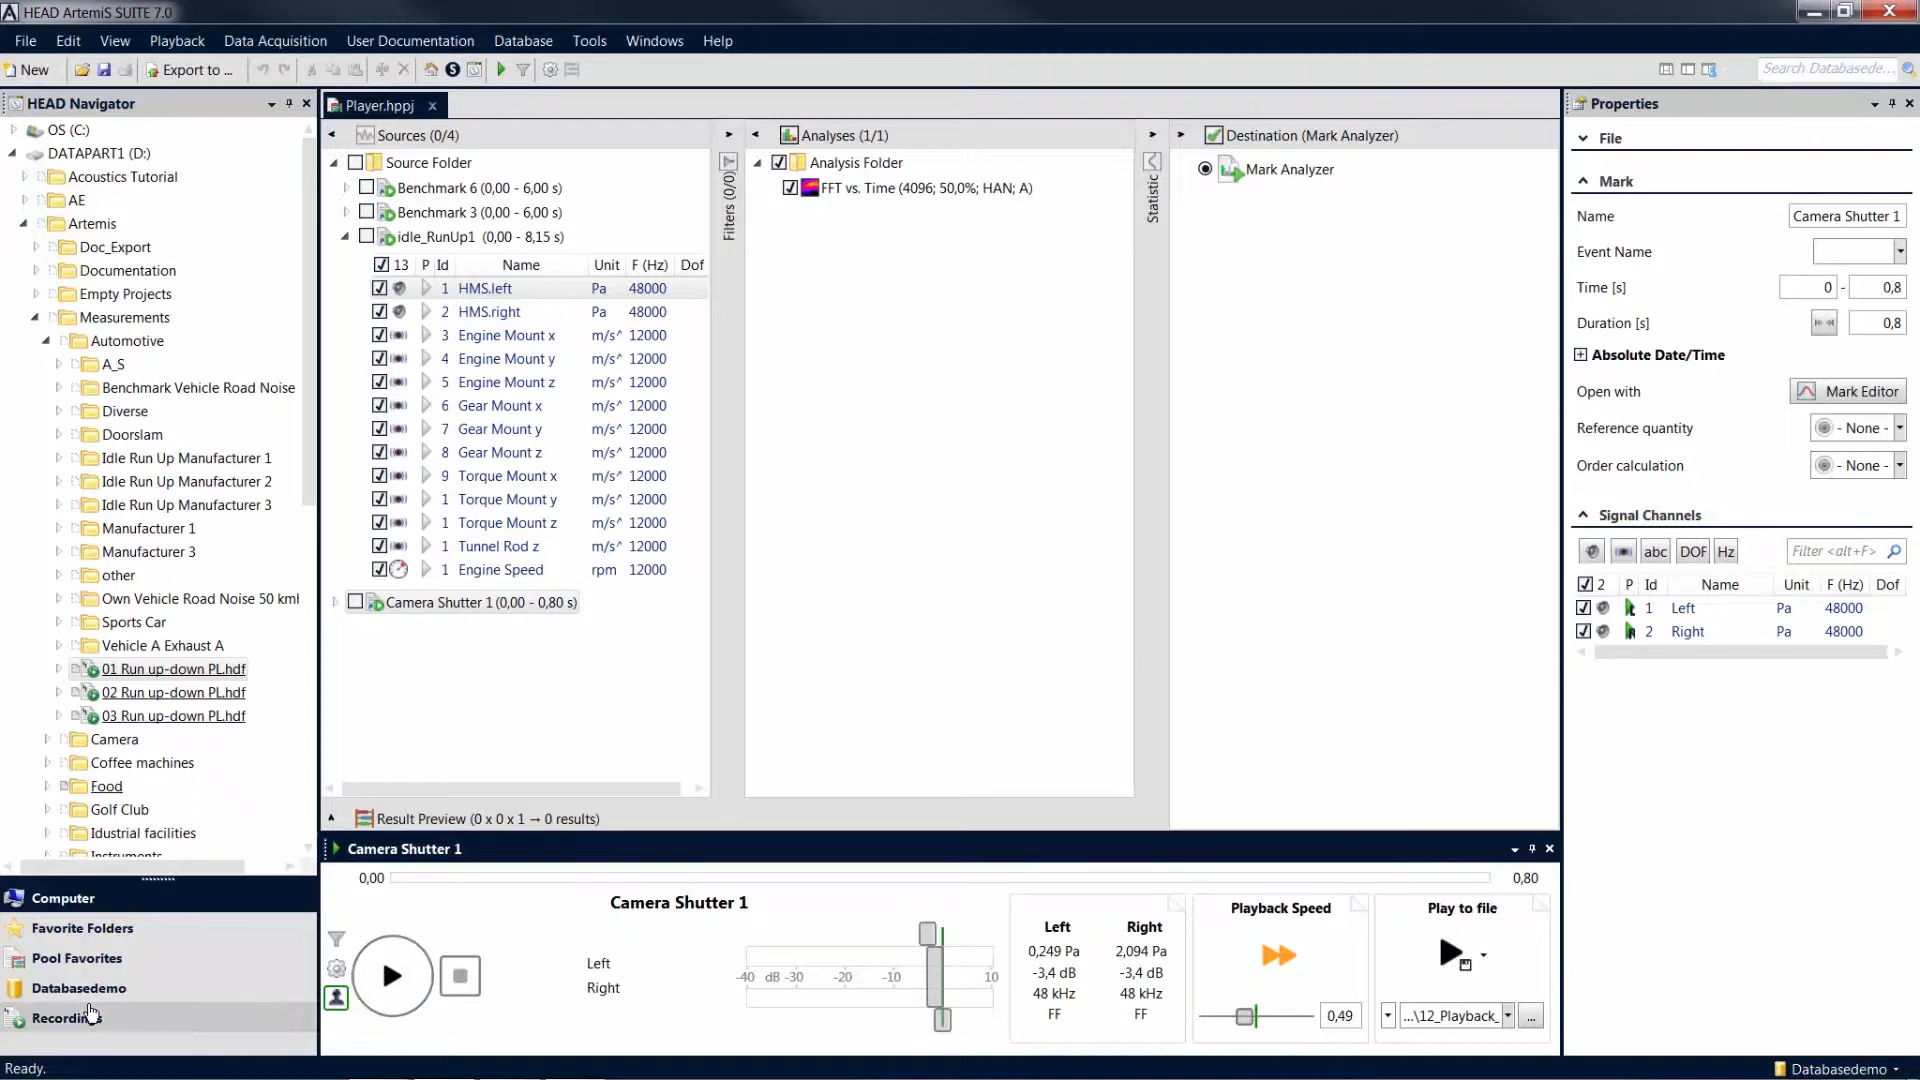 HEAD ArtemiS SUITE 7.0
File Edit View Playback Data Acquisition User Documentation Database Tools Windows Help
New Export to ... Search Databasede...
HEAD Navigator
OS (C:)
DATAPART1 (D:)
Acoustics Tutorial
AE
Artemis
Doc_Export
Documentation
Empty Projects
Measurements
Automotive
A_S
Benchmark Vehicle Road Noise
Diverse
Doorslam
Idle Run Up Manufacturer 1
Idle Run Up Manufacturer 2
Idle Run Up Manufacturer 3
Manufacturer 1
Manufacturer 3
other
Own Vehicle Road Noise 50 kmh
Sports Car
Vehicle A Exhaust A
01 Run up-down PL.hdf
02 Run up-down PL.hdf
03 Run up-down PL.hdf
Camera
Coffee machines
Food
Golf Club
Idustrial facilities
Instruments
Computer
Favorite Folders
Pool Favorites
Databasedemo
Recordings
Ready.
Player.hppj
Sources (0/4)
Source Folder
Benchmark 6 (0,00 - 6,00 s)
Benchmark 3 (0,00 - 6,00 s)
idle_RunUp1 (0,00 - 8,15 s)
13 P Id Name Unit F (Hz) Dof
1 HMS.left Pa 48000
2 HMS.right Pa 48000
3 Engine Mount x m/s^ 12000
4 Engine Mount y m/s^ 12000
5 Engine Mount z m/s^ 12000
6 Gear Mount x m/s^ 12000
7 Gear Mount y m/s^ 12000
8 Gear Mount z m/s^ 12000
9 Torque Mount x m/s^ 12000
1 Torque Mount y m/s^ 12000
1 Torque Mount z m/s^ 12000
1 Tunnel Rod z m/s^ 12000
1 Engine Speed rpm 12000
Camera Shutter 1 (0,00 - 0,80 s)
Filters (0/0)
Analyses (1/1)
Analysis Folder
FFT vs. Time (4096; 50,0%; HAN; A)
Statistic
Destination (Mark Analyzer)
Mark Analyzer
Result Preview (0 x 0 x 1 → 0 results)
Camera Shutter 1
0,00 0,80
Camera Shutter 1
Left
Right
-40 dB -30 -20 -10 10
Left Right
0,249 Pa 2,094 Pa
-3,4 dB -3,4 dB
48 kHz 48 kHz
FF FF
Playback Speed
0,49
Play to file
...\12_Playback_ ...
Properties
File
Mark
Name Camera Shutter 1
Event Name
Time [s] 0 - 0,8
Duration [s] 0,8
Absolute Date/Time
Open with Mark Editor
Reference quantity - None -
Order calculation - None -
Signal Channels
abc DOF Hz Filter <alt+F>
2 P Id Name Unit F (Hz) Dof
1 Left Pa 48000
2 Right Pa 48000
Databasedemo